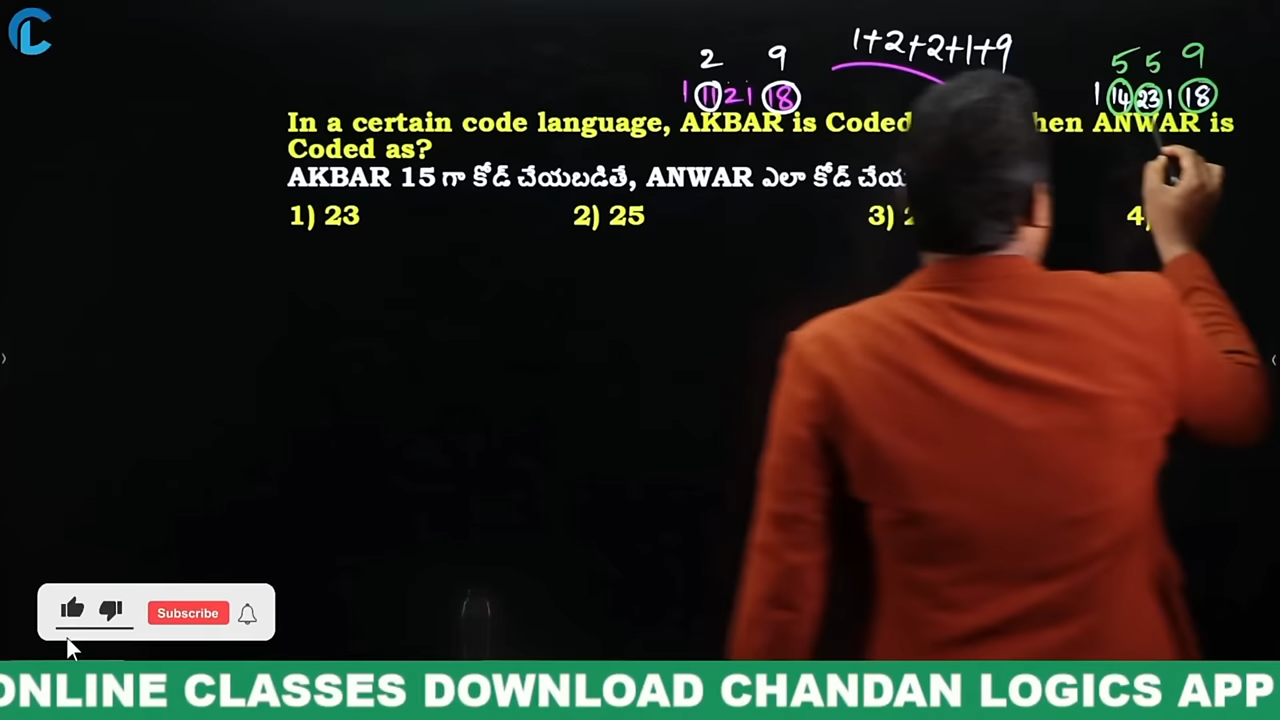 2 9 1+2+2+1+9 5 5 9
1 11 2 1 18 1 14 23 1 18
In a certain code language, AKBAR is Coded hen ANWAR is
Coded as?
AKBAR 15 గా కోడ్ చేయబడితే, ANWAR ఎలా కోడ్ చేయ
1) 23 2) 25 3) 4)
Subscribe
ONLINE CLASSES DOWNLOAD CHANDAN LOGICS APP